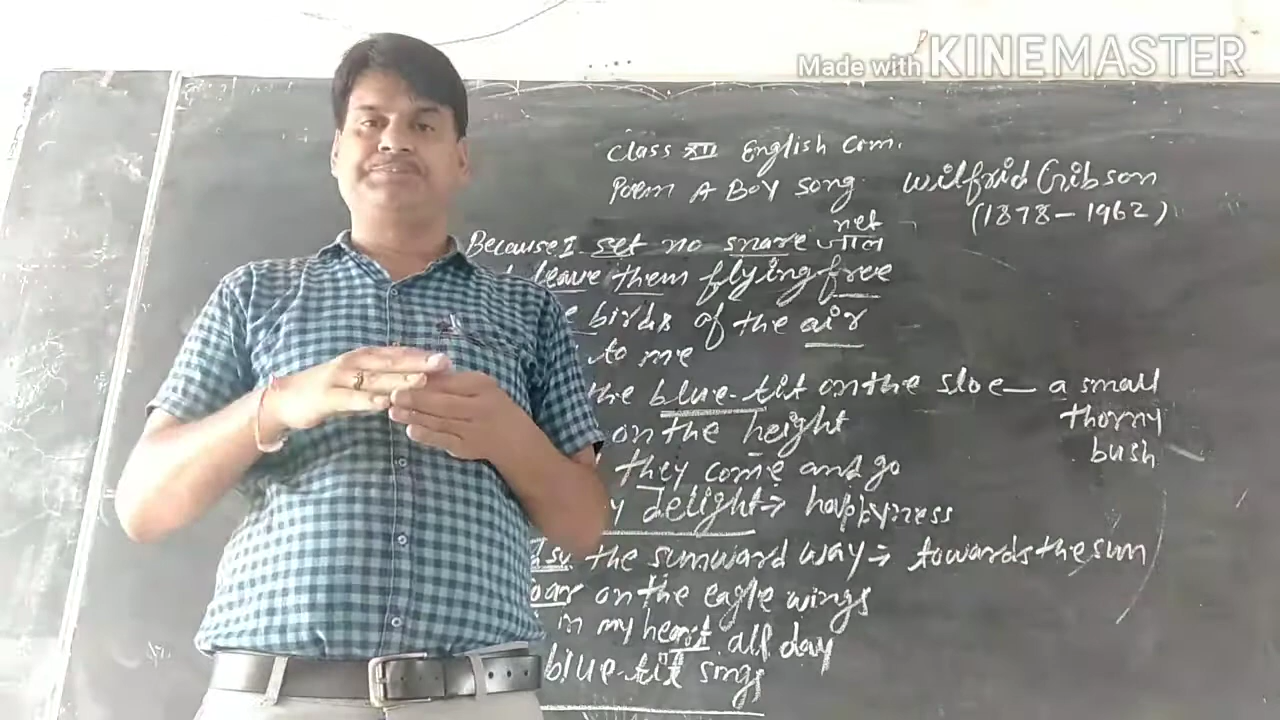 Made with KINEMASTER
Class XII English Com.
Poem A BOY Song Wilfrid Gibson
(1878-1962)
net
Because I set no snare जाल
leave them flying free
birds of the air
to me
the blue-tit on the sloe — a small
thorny
bush
on the height
they come and go
delight → happyness
the sunward way → towards the sun
on the eagle wings
in my heart all day
blue-tit sings